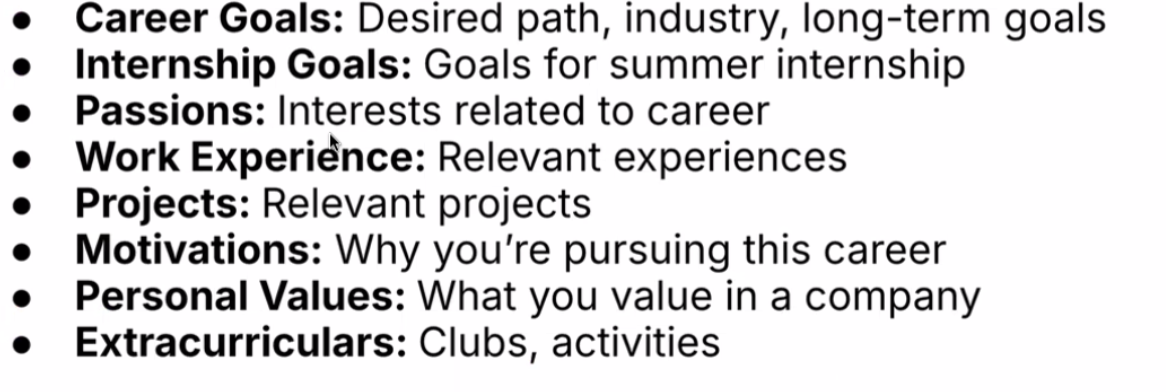 ● Career Goals: Desired path, industry, long-term goals
● Internship Goals: Goals for summer internship
● Passions: Interests related to career
● Work Experience: Relevant experiences
● Projects: Relevant projects
● Motivations: Why you’re pursuing this career
● Personal Values: What you value in a company
● Extracurriculars: Clubs, activities